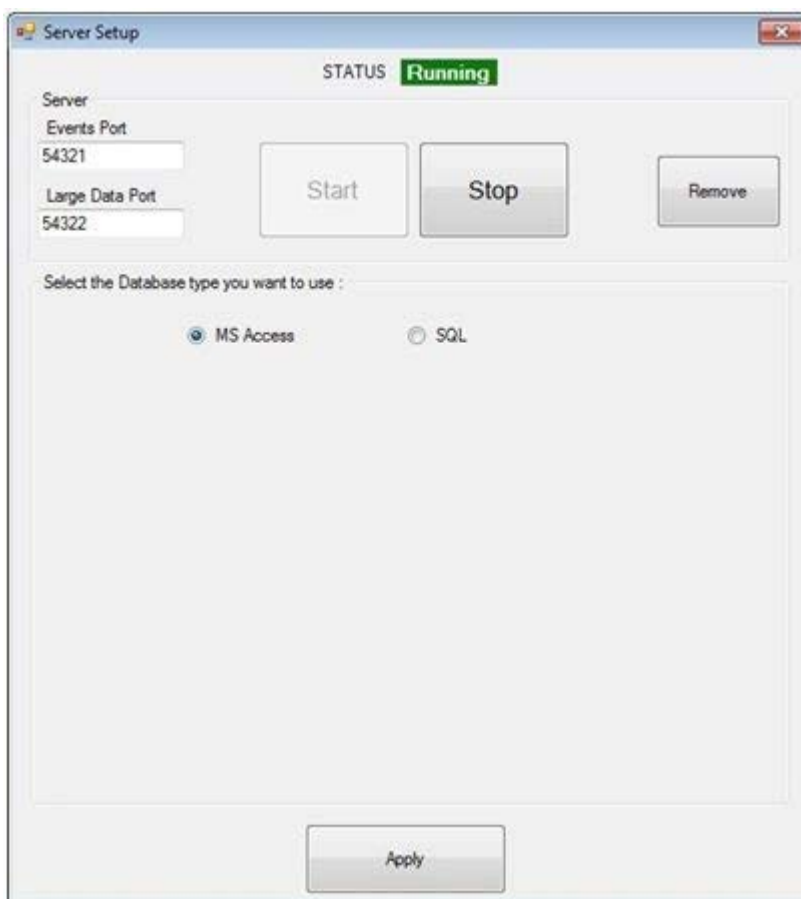 Server Setup
STATUS Running
Server
Events Port
54321
Large Data Port
54322
Start
Stop
Remove
Select the Database type you want to use :
MS Access
SQL
Apply